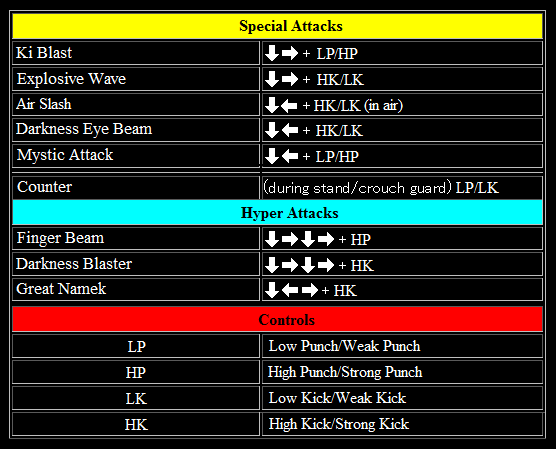 Special Attacks
Ki Blast ⬇➡ + LP/HP
Explosive Wave ⬇➡ + HK/LK
Air Slash ⬇⬅ + HK/LK (in air)
Darkness Eye Beam ⬇⬅ + HK/LK
Mystic Attack ⬇⬅ + LP/HP
Counter (during stand/crouch guard) LP/LK
Hyper Attacks
Finger Beam ⬇➡⬇➡ + HP
Darkness Blaster ⬇➡⬇➡ + HK
Great Namek ⬇⬅➡ + HK
Controls
LP Low Punch/Weak Punch
HP High Punch/Strong Punch
LK Low Kick/Weak Kick
HK High Kick/Strong Kick